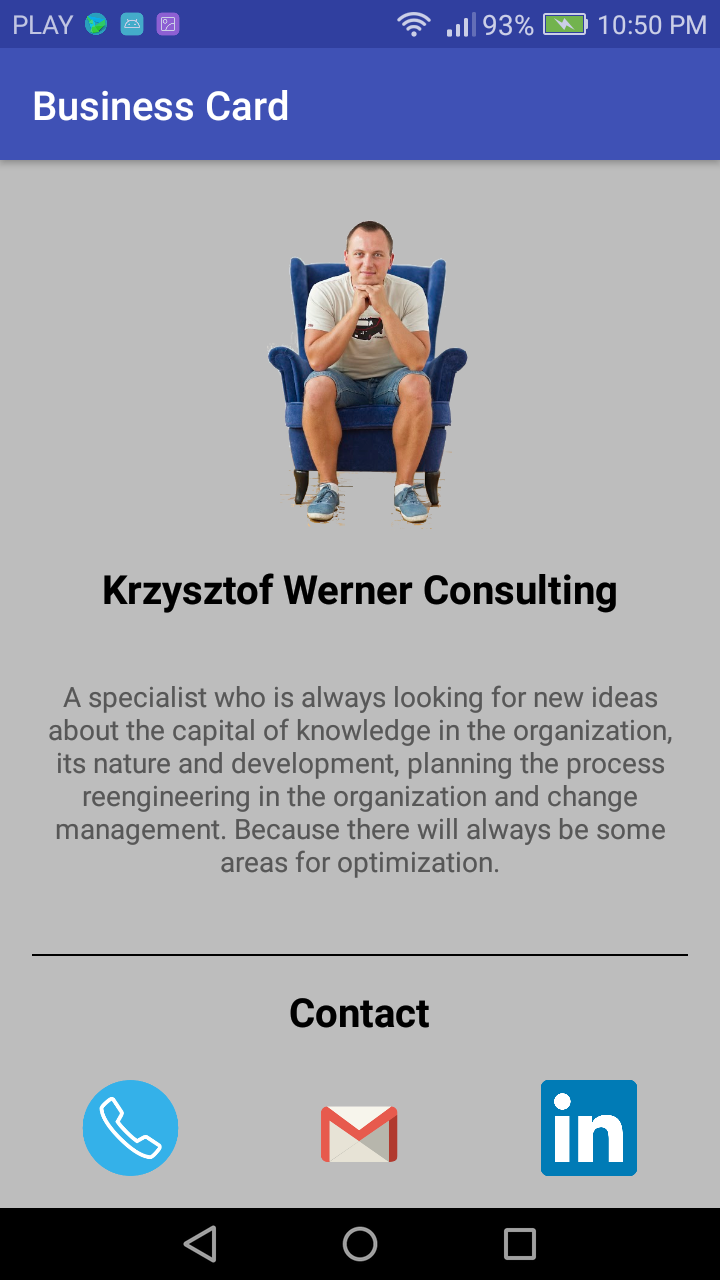 PLAY 93% 10:50 PM
Business Card
Krzysztof Werner Consulting
A specialist who is always looking for new ideas
about the capital of knowledge in the organization,
its nature and development, planning the process
reengineering in the organization and change
management. Because there will always be some
areas for optimization.
Contact
in